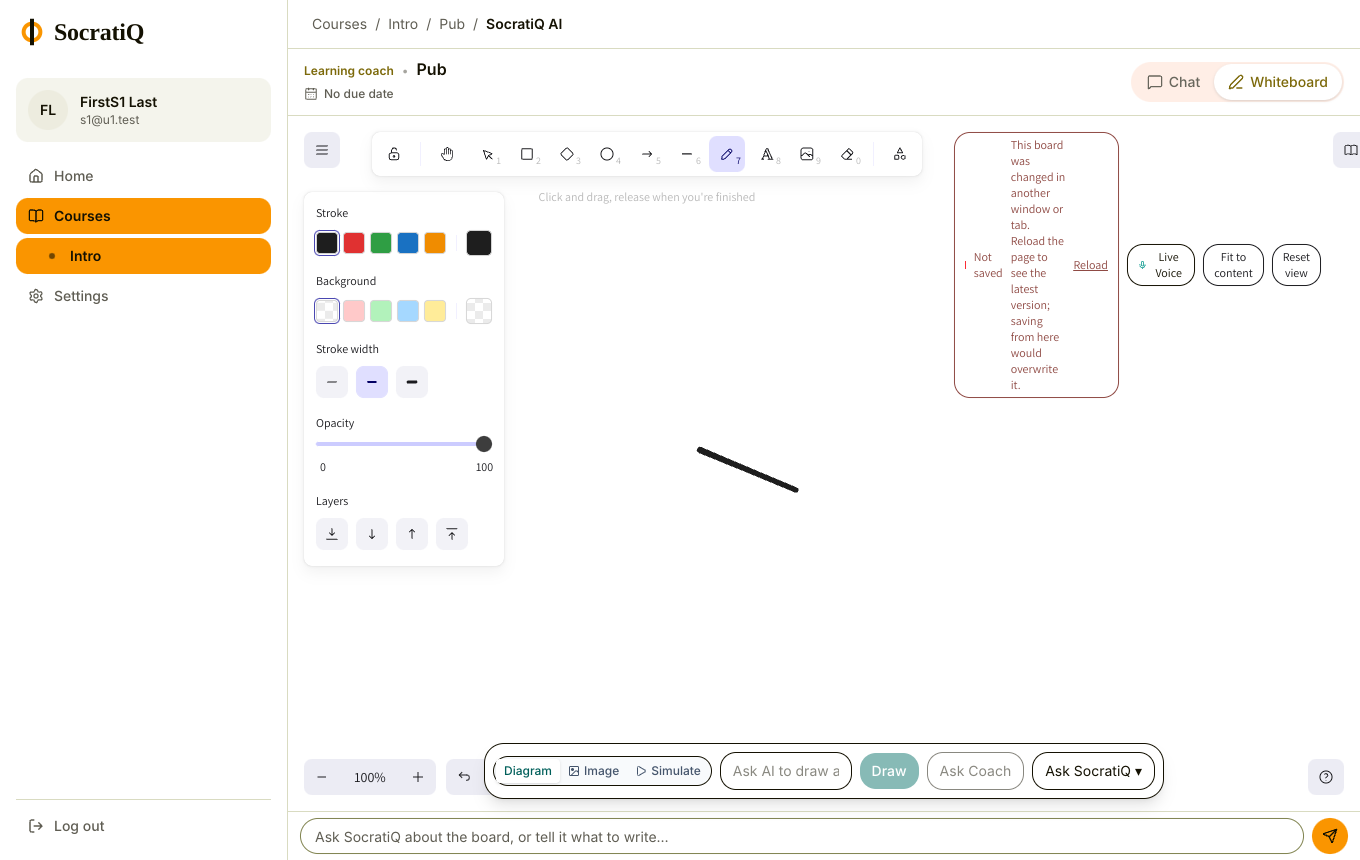 SocratiQ
Courses / Intro / Pub / SocratiQ AI
FL
FirstS1 Last
s1@u1.test
Home
Courses
Intro
Settings
Log out
Learning coach • Pub
No due date
Chat
Whiteboard
1
2
3
4
5
6
7
8
9
0
Click and drag, release when you're finished
Stroke
Background
Stroke width
Opacity
0
100
Layers
Not
saved
This board
was
changed in
another
window or
tab.
Reload the
page to
see the
latest
version;
saving
from here
would
overwrite
it.
Reload
Live
Voice
Fit to
content
Reset
view
100%
Diagram
Image
Simulate
Ask AI to draw a
Draw
Ask Coach
Ask SocratiQ ▾
Ask SocratiQ about the board, or tell it what to write...